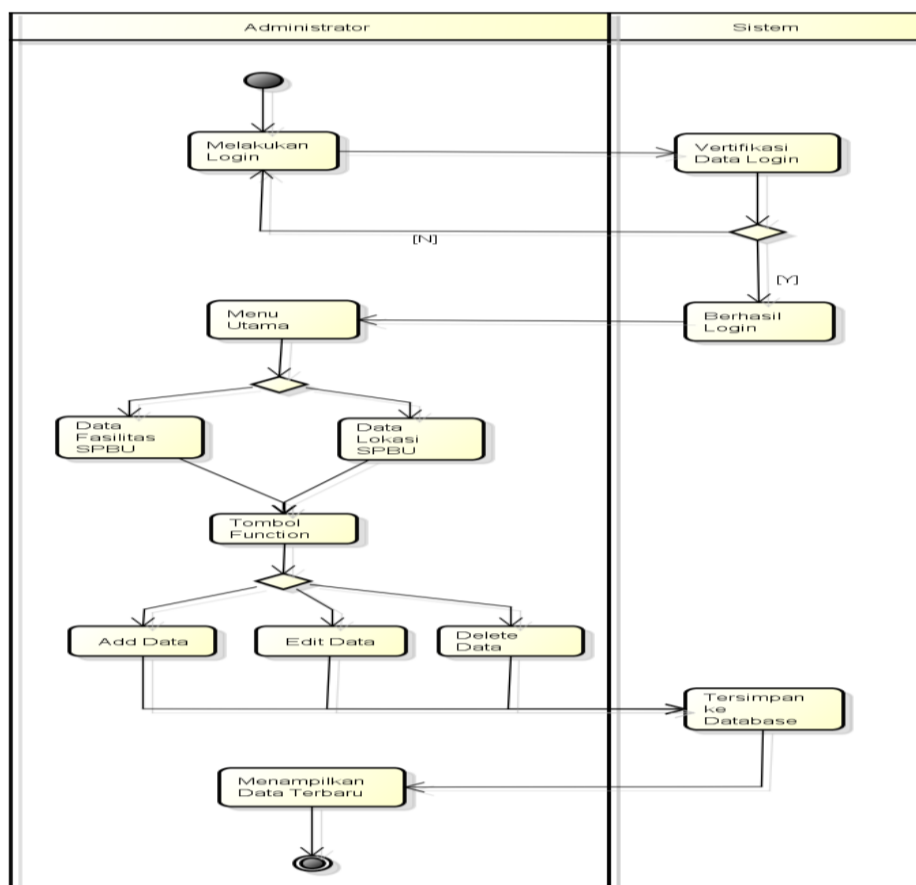 Administrator
Sistem
Melakukan
Login
Vertifikasi
Data Login
[N]
[Y]
Menu
Utama
Berhasil
Login
Data
Fasilitas
SPBU
Data
Lokasi
SPBU
Tombol
Function
Add Data
Edit Data
Delete
Data
Tersimpan
ke
Database
Menampilkan
Data Terbaru